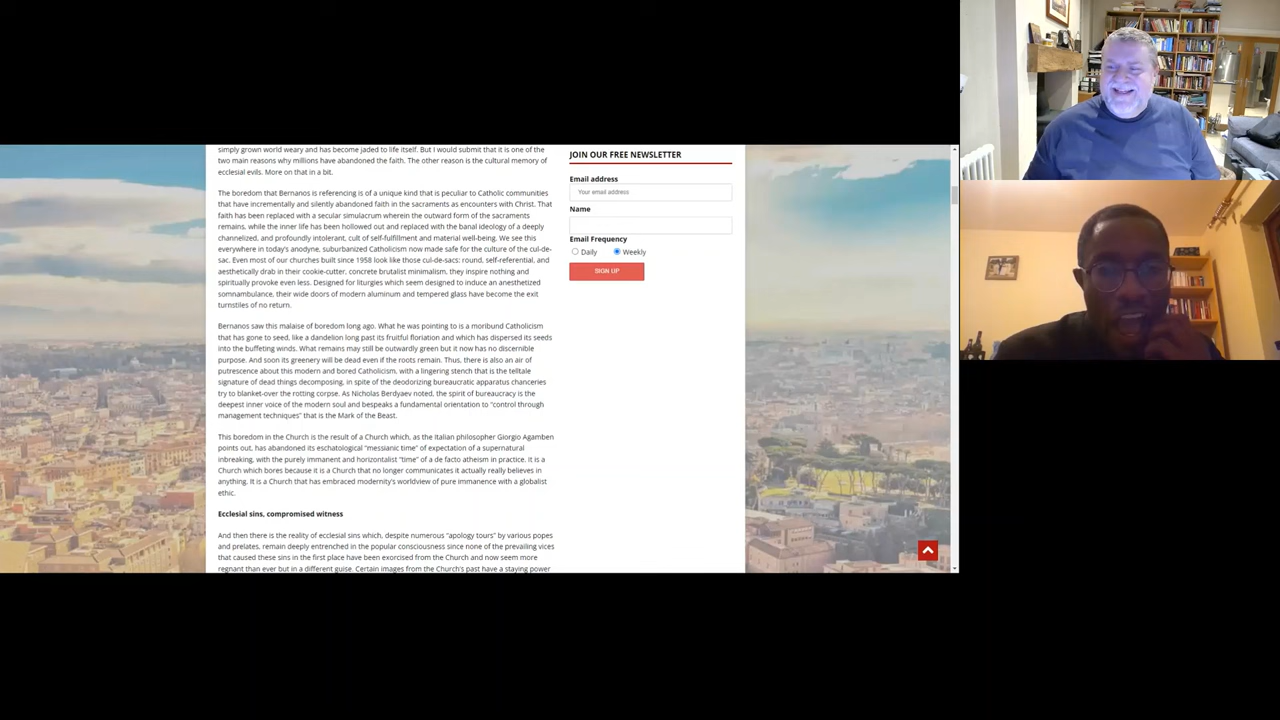 simply grown world weary and has become jaded to life itself. But I would submit that it is one of the
two main reasons why millions have abandoned the faith. The other reason is the cultural memory of
ecclesial evils. More on that in a bit.
The boredom that Bernanos is referencing is of a unique kind that is peculiar to Catholic communities
that have incrementally and silently abandoned faith in the sacraments as encounters with Christ. That
faith has been replaced with a secular simulacrum wherein the outward form of the sacraments
remains, while the inner life has been hollowed out and replaced with the banal ideology of a deeply
channelized, and profoundly intolerant, cult of self-fulfillment and material well-being. We see this
everywhere in today's anodyne, suburbanized Catholicism now made safe for the culture of the cul-de-
sac. Even most of our churches built since 1958 look like those cul-de-sacs: round, self-referential, and
aesthetically drab in their cookie-cutter, concrete brutalist minimalism, they inspire nothing and
spiritually provoke even less. Designed for liturgies which seem designed to induce an anesthetized
somnambulance, their wide doors of modern aluminum and tempered glass have become the exit
turnstiles of no return.
Bernanos saw this malaise of boredom long ago. What he was pointing to is a moribund Catholicism
that has gone to seed, like a dandelion long past its fruitful floriation and which has dispersed its seeds
into the buffeting winds. What remains may still be outwardly green but it now has no discernible
purpose. And soon its greenery will be dead even if the roots remain. Thus, there is also an air of
putrescence about this modern and bored Catholicism, with a lingering stench that is the telltale
signature of dead things decomposing, in spite of the deodorizing bureaucratic apparatus chanceries
try to blanket-over the rotting corpse. As Nicholas Berdyaev noted, the spirit of bureaucracy is the
deepest inner voice of the modern soul and bespeaks a fundamental orientation to "control through
management techniques" that is the Mark of the Beast.
This boredom in the Church is the result of a Church which, as the Italian philosopher Giorgio Agamben
points out, has abandoned its eschatological "messianic time" of expectation of a supernatural
inbreaking, with the purely immanent and horizontalist "time" of a de facto atheism in practice. It is a
Church which bores because it is a Church that no longer communicates it actually really believes in
anything. It is a Church that has embraced modernity's worldview of pure immanence with a globalist
ethic.
Ecclesial sins, compromised witness
And then there is the reality of ecclesial sins which, despite numerous "apology tours" by various popes
and prelates, remain deeply entrenched in the popular consciousness since none of the prevailing vices
that caused these sins in the first place have been exorcised from the Church and now seem more
regnant than ever but in a different guise. Certain images from the Church's past have a staying power
JOIN OUR FREE NEWSLETTER
Email address
Your email address
Name
Email Frequency
Daily Weekly
SIGN UP